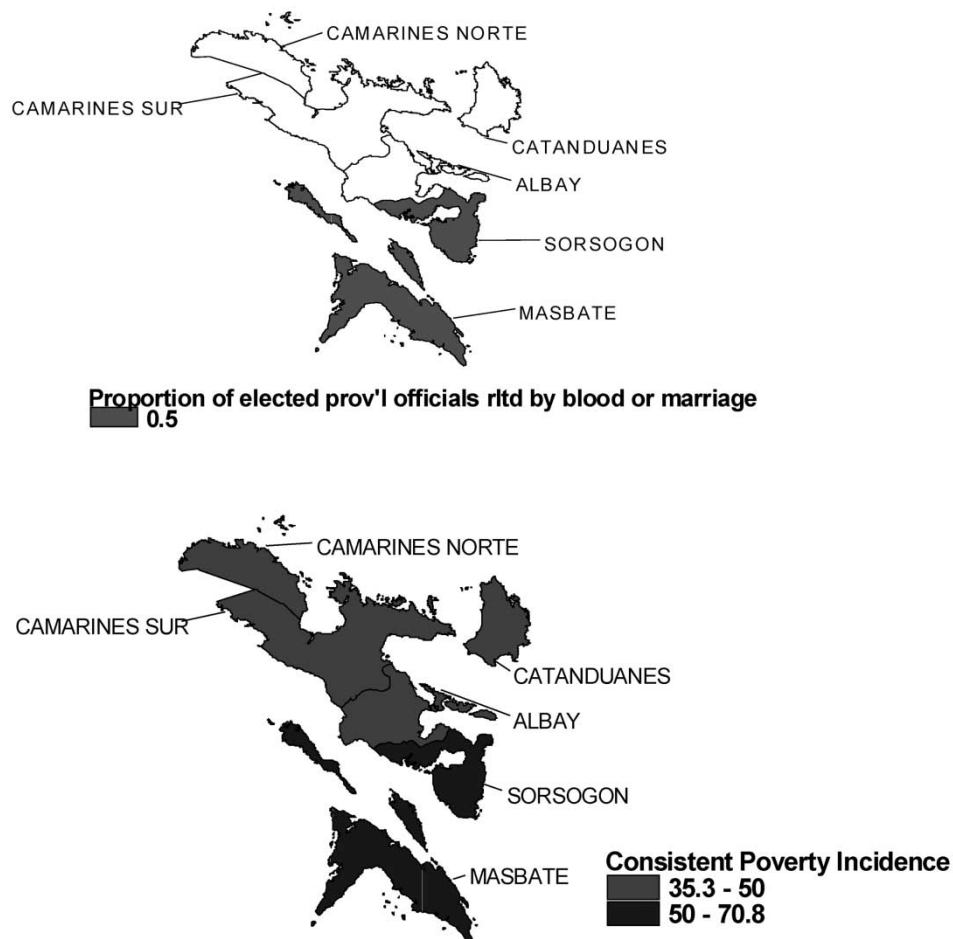 CAMARINES NORTE
CAMARINES SUR
CATANDUANES
ALBAY
SORSOGON
MASBATE
Proportion of elected prov'l officials rltd by blood or marriage
0.5
CAMARINES NORTE
CAMARINES SUR
CATANDUANES
ALBAY
SORSOGON
MASBATE
Consistent Poverty Incidence
35.3 - 50
50 - 70.8